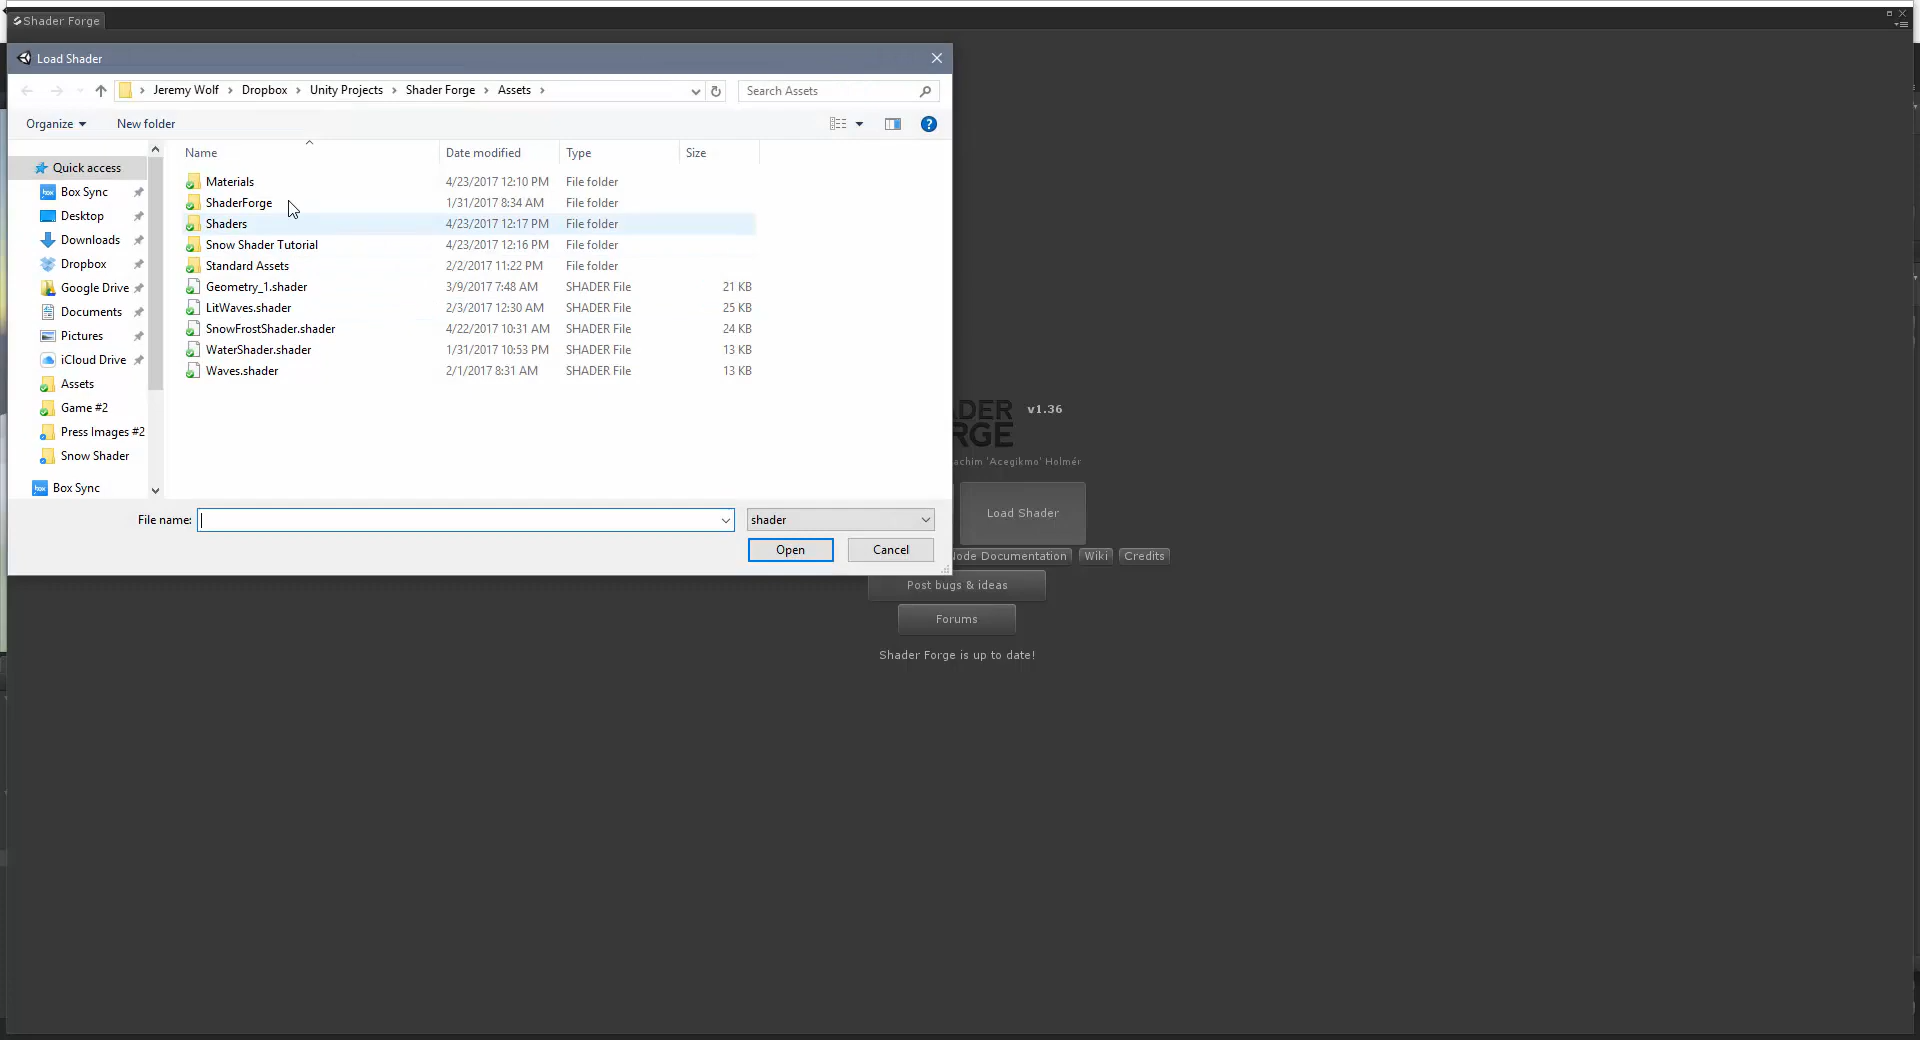 Shader Forge
Load Shader
Jeremy Wolf > Dropbox > Unity Projects > Shader Forge > Assets >
Search Assets
Organize
New folder
Name Date modified Type Size
Quick access
Box Sync
Desktop
Downloads
Dropbox
Google Drive
Documents
Pictures
iCloud Drive
Assets
Game #2
Press Images #2
Snow Shader
Box Sync
Materials 4/23/2017 12:10 PM File folder
ShaderForge 1/31/2017 8:34 AM File folder
Shaders 4/23/2017 12:17 PM File folder
Snow Shader Tutorial 4/23/2017 12:16 PM File folder
Standard Assets 2/2/2017 11:22 PM File folder
Geometry_1.shader 3/9/2017 7:48 AM SHADER File 21 KB
LitWaves.shader 2/3/2017 12:30 AM SHADER File 25 KB
SnowFrostShader.shader 4/22/2017 10:31 AM SHADER File 24 KB
WaterShader.shader 1/31/2017 10:53 PM SHADER File 13 KB
Waves.shader 2/1/2017 8:31 AM SHADER File 13 KB
File name:
shader
Open
Cancel
v1.36
'Acegikmo' Holmér
Load Shader
Documentation
Wiki
Credits
Post bugs & ideas
Forums
Shader Forge is up to date!